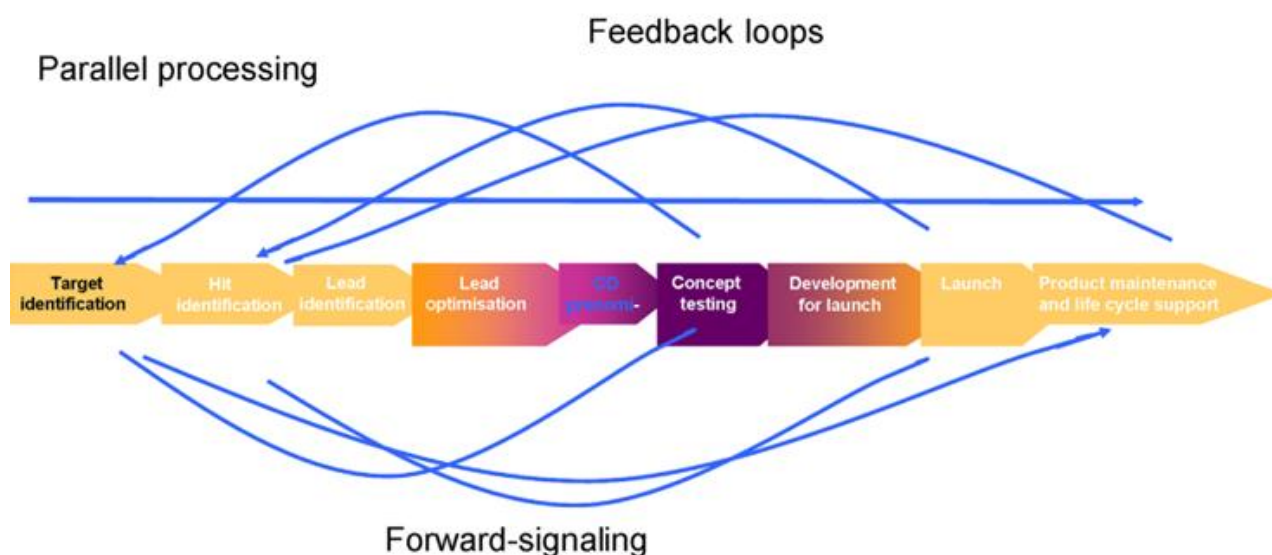 Feedback loops
Parallel processing
Target
identification
Hit
identification
Lead
identification
Lead
optimisation
CD
Concept
testing
Development
for launch
Launch
Product maintenance
and life cycle support
Forward-signaling